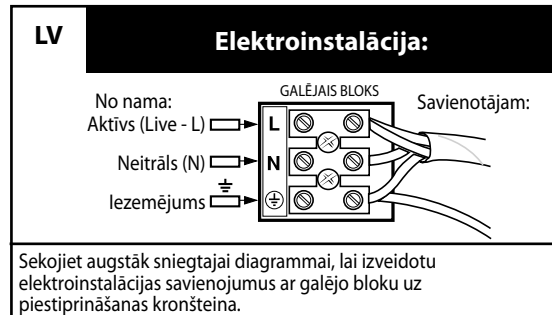 LV
Elektroinstalācija:
GALĒJAIS BLOKS
No nama:
Savienotājam:
Aktīvs (Live - L)
L
Neitrāls (N)
N
Iezemējums
Sekojiet augstāk sniegtajai diagrammai, lai izveidotu
elektroinstalācijas savienojumus ar galējo bloku uz
piestiprināšanas kronšteina.